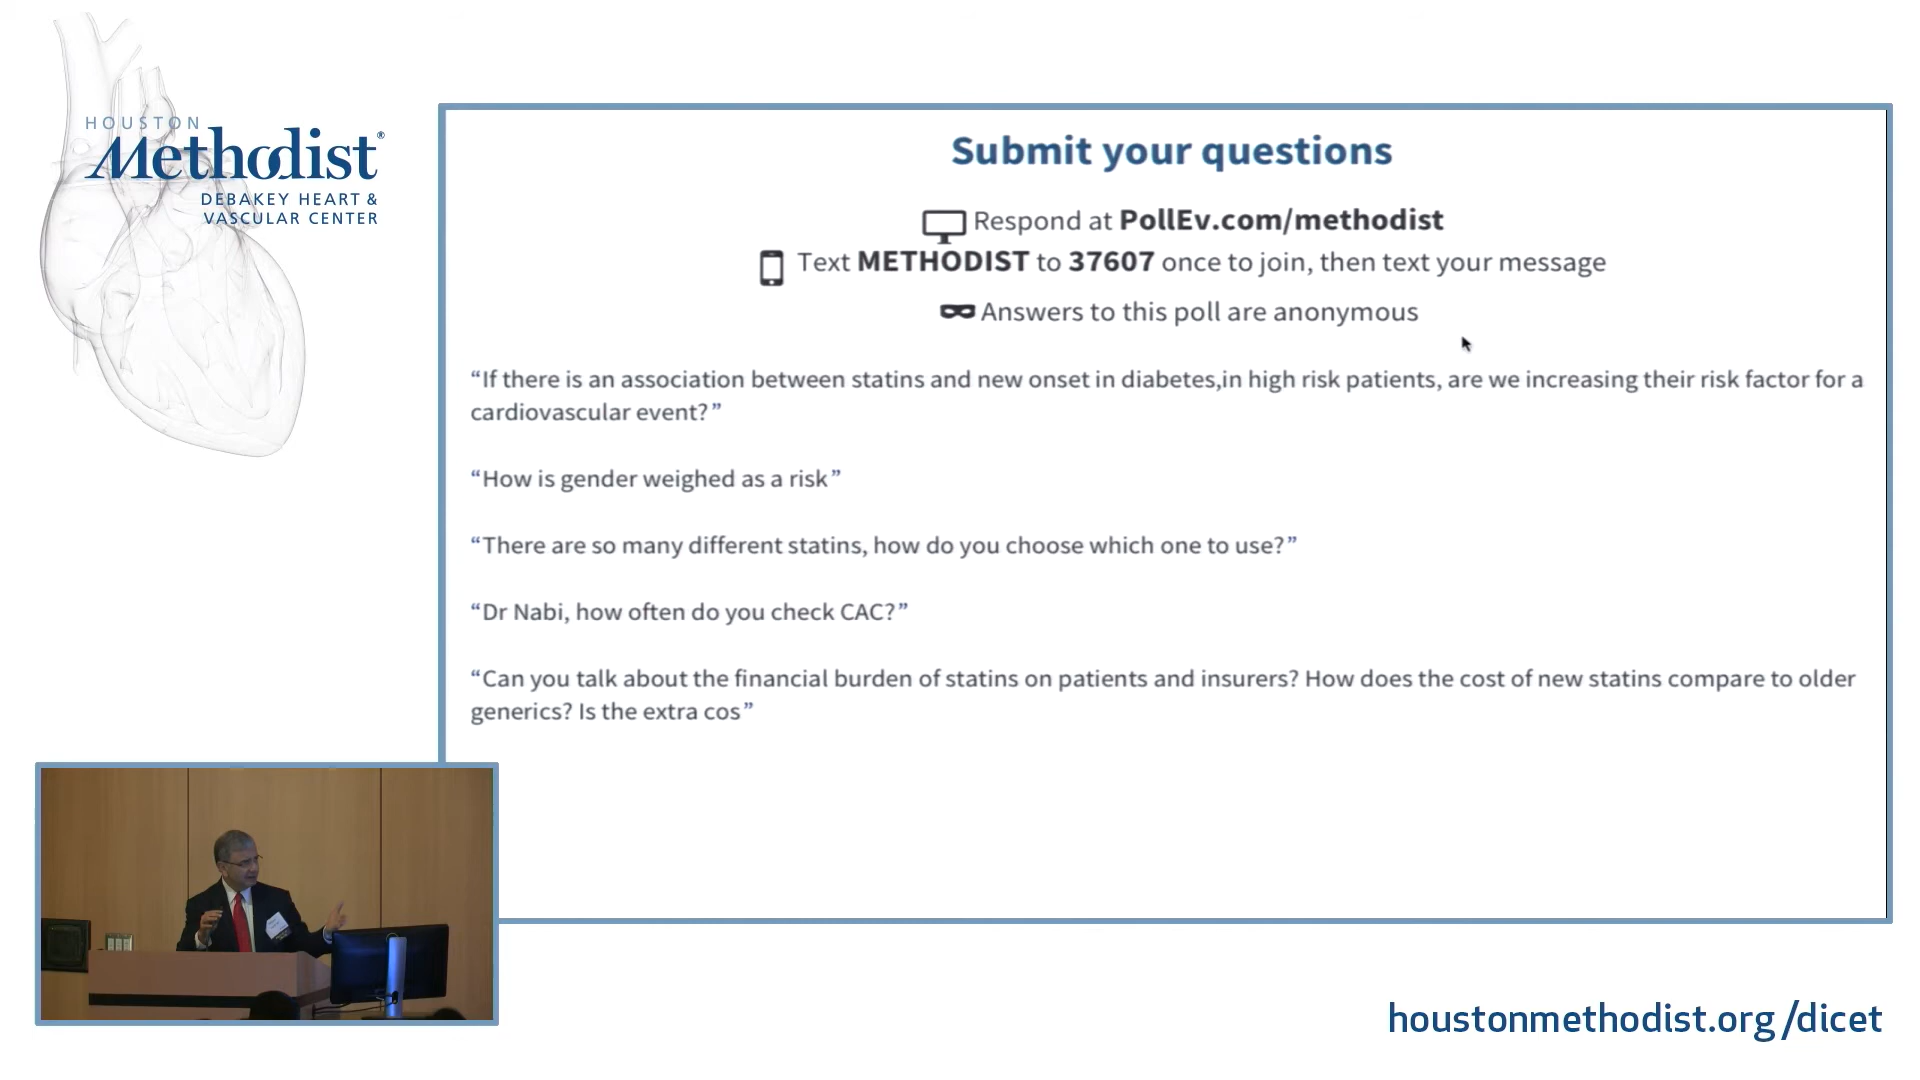 HOUSTON
Methodist®
DEBAKEY HEART &
VASCULAR CENTER
Submit your questions
Respond at PollEv.com/methodist
Text METHODIST to 37607 once to join, then text your message
Answers to this poll are anonymous
“If there is an association between statins and new onset in diabetes,in high risk patients, are we increasing their risk factor for a
cardiovascular event?”
“How is gender weighed as a risk”
“There are so many different statins, how do you choose which one to use?”
“Dr Nabi, how often do you check CAC?”
“Can you talk about the financial burden of statins on patients and insurers? How does the cost of new statins compare to older
generics? Is the extra cos”
houstonmethodist.org/dicet